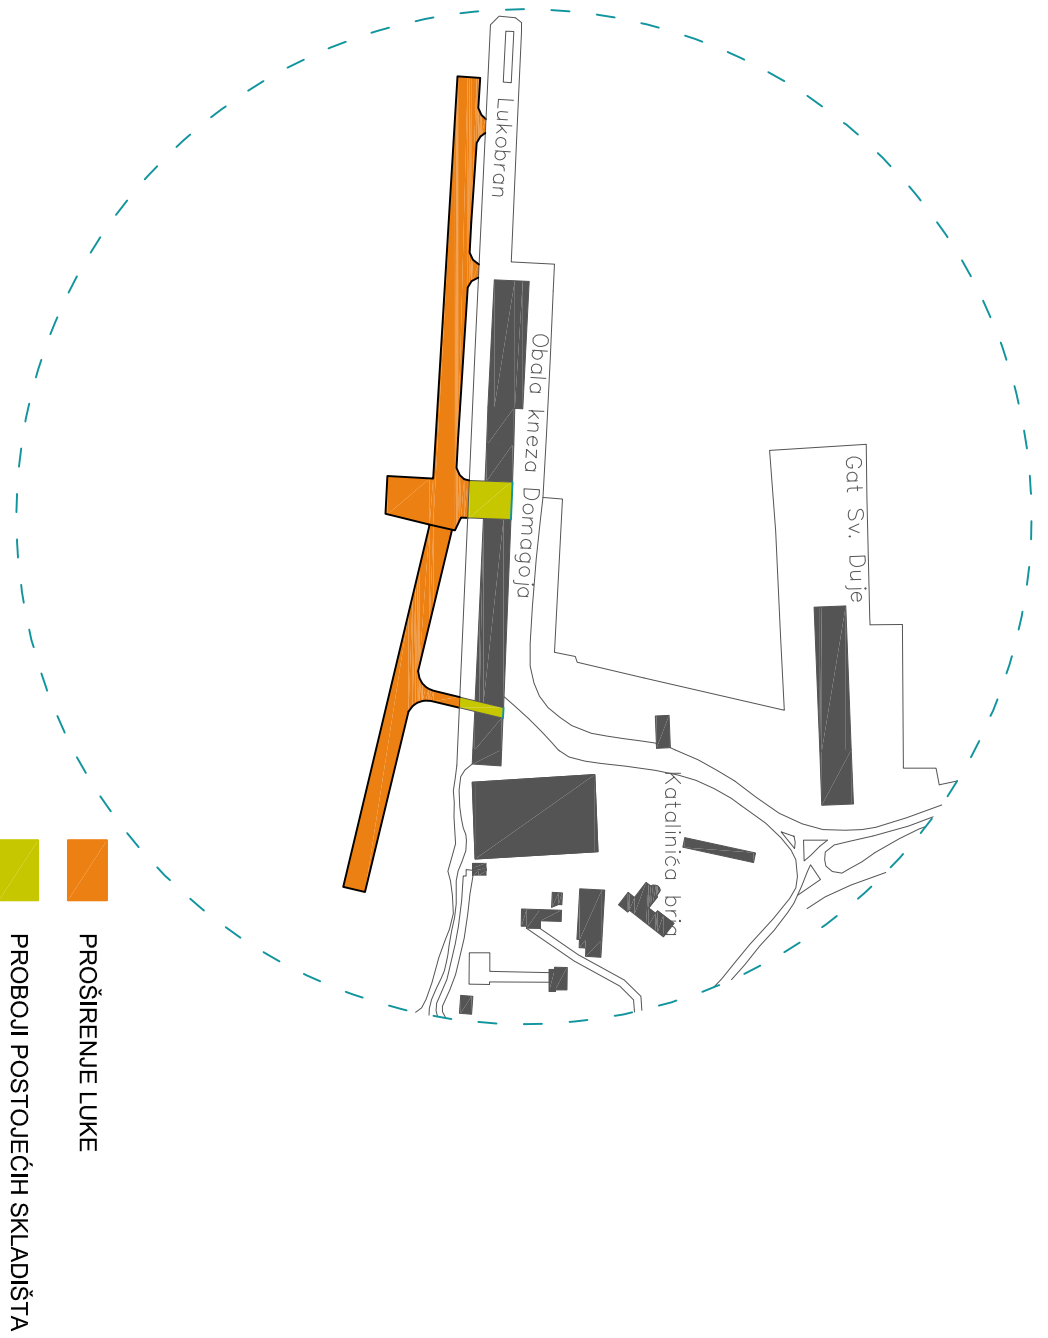 Gat Sv. Duje
Katalinića brig
Obala kneza Domagoja
Lukobran
PROŠIRENJE LUKE
PROBOJI POSTOJEĆIH SKLADIŠTA